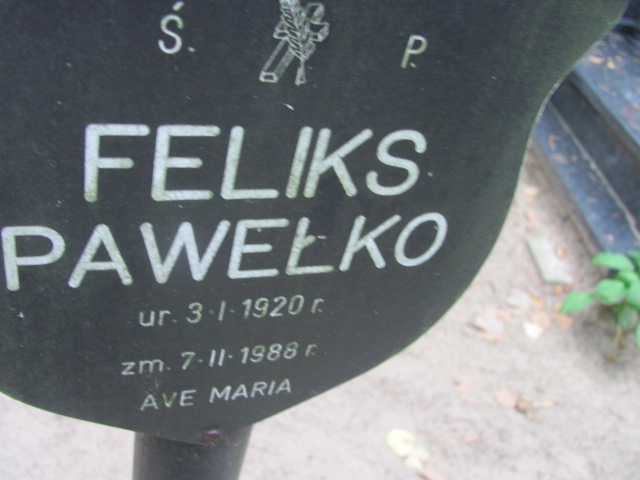 Ś. P.
FELIKS
PAWEŁKO
ur. 3·I·1920 r.
zm. 7·II·1988 r.
AVE MARIA